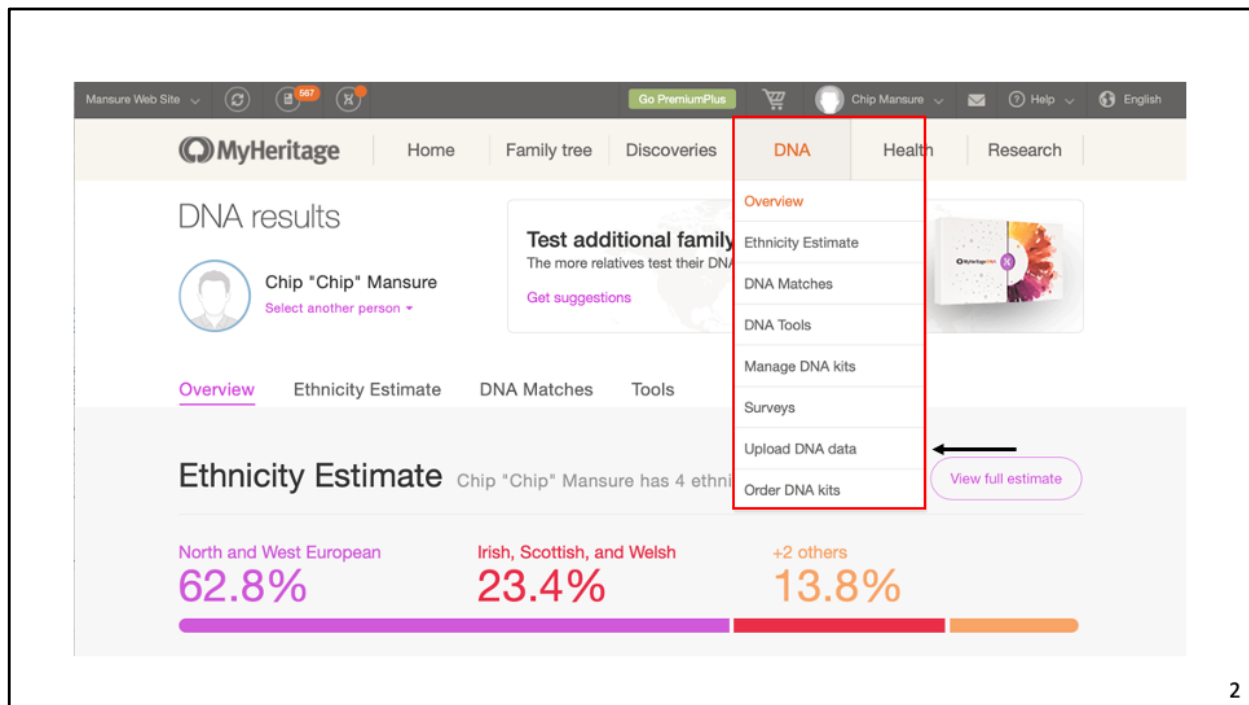 Mansure Web Site
567
Go PremiumPlus
Chip Mansure
Help
English
MyHeritage
Home
Family tree
Discoveries
DNA
Health
Research
DNA results
Chip "Chip" Mansure
Select another person
Test additional family
The more relatives test their DNA
Get suggestions
Overview
Ethnicity Estimate
DNA Matches
DNA Tools
Manage DNA kits
Surveys
Upload DNA data
Order DNA kits
MyHeritage DNA
Overview
Ethnicity Estimate
DNA Matches
Tools
Ethnicity Estimate Chip "Chip" Mansure has 4 ethni
View full estimate
North and West European
62.8%
Irish, Scottish, and Welsh
23.4%
+2 others
13.8%
2